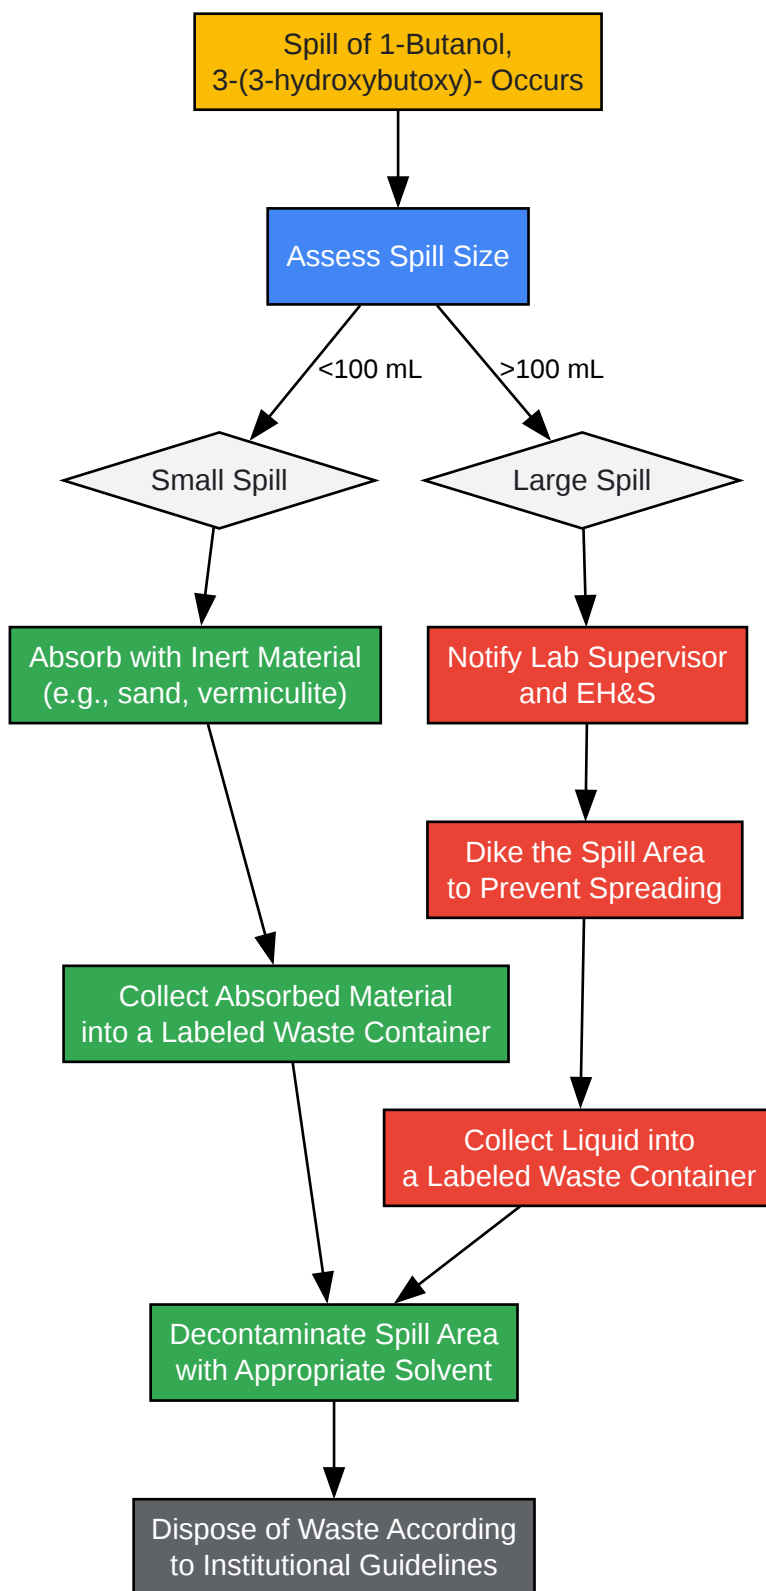 Spill of 1-Butanol,
3-(3-hydroxybutoxy)- Occurs
Assess Spill Size
<100 mL
>100 mL
Small Spill
Large Spill
Absorb with Inert Material
(e.g., sand, vermiculite)
Notify Lab Supervisor
and EH&S
Dike the Spill Area
to Prevent Spreading
Collect Absorbed Material
into a Labeled Waste Container
Collect Liquid into
a Labeled Waste Container
Decontaminate Spill Area
with Appropriate Solvent
Dispose of Waste According
to Institutional Guidelines